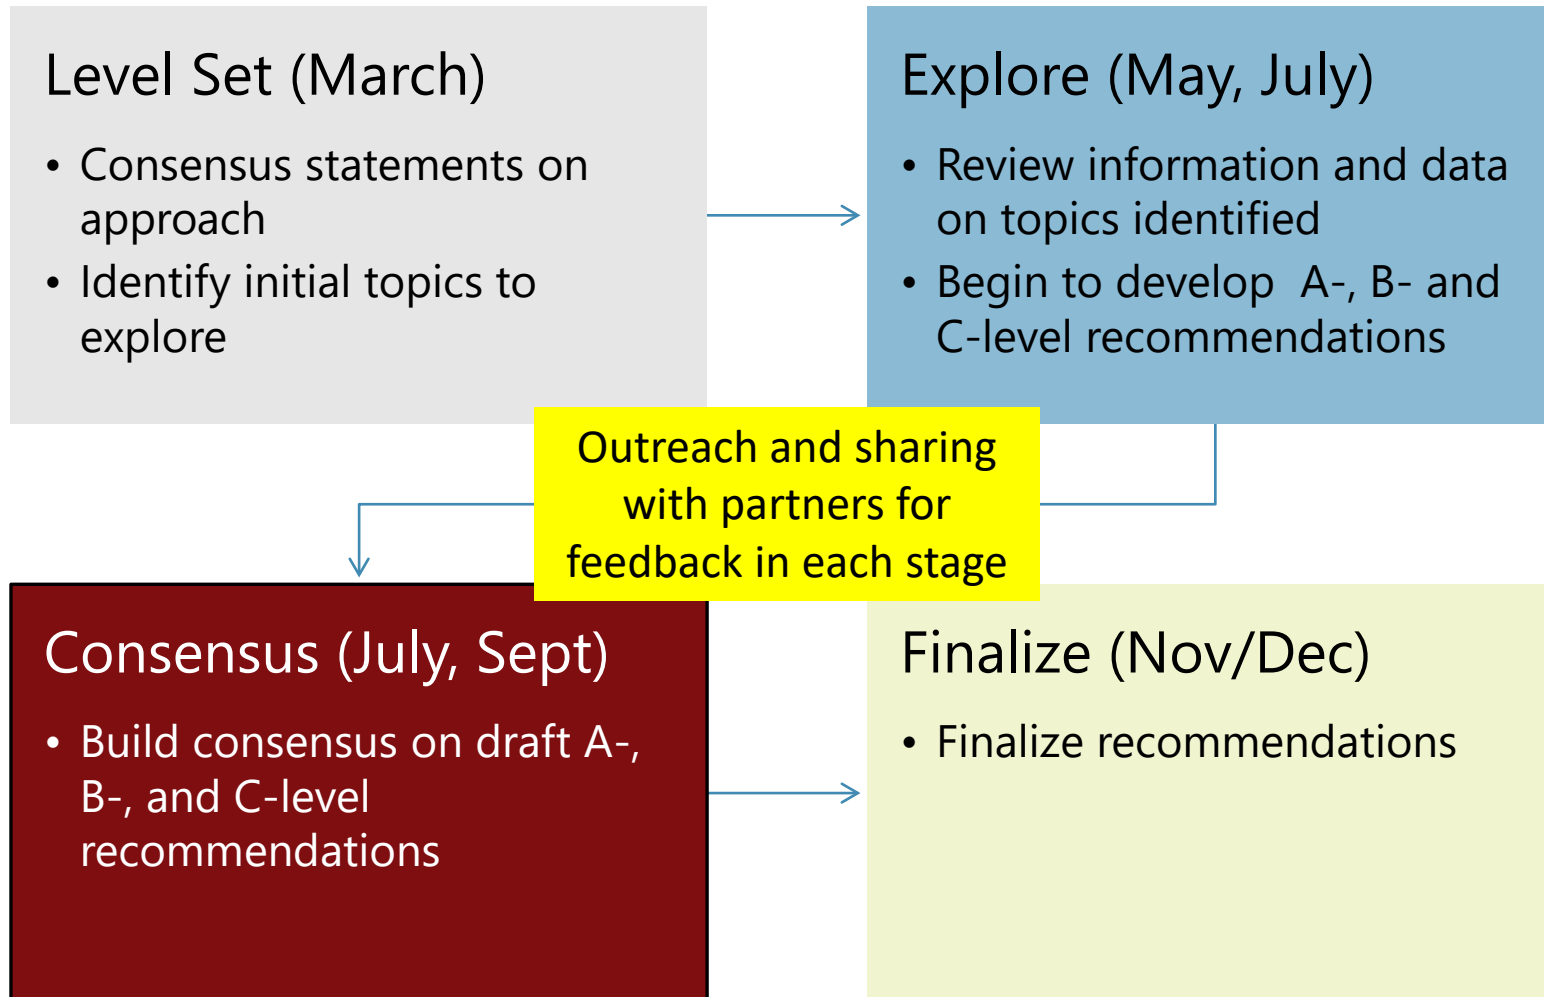 Level Set (March)
• Consensus statements on
approach
• Identify initial topics to
explore
Explore (May, July)
• Review information and data
on topics identified
• Begin to develop  A-, B- and
C-level recommendations
Outreach and sharing
with partners for
feedback in each stage
Consensus (July, Sept)
• Build consensus on draft A-,
B-, and C-level
recommendations
Finalize (Nov/Dec)
• Finalize recommendations